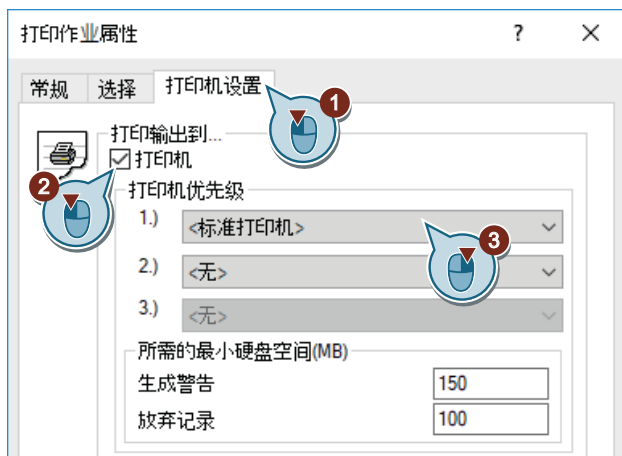 打印作业属性 ?
常规 选择 打印机设置
1
打印输出到...
打印机
2
打印机优先级
1.) <标准打印机>
3
2.) <无>
3.) <无>
所需的最小硬盘空间(MB)
生成警告 150
放弃记录 100